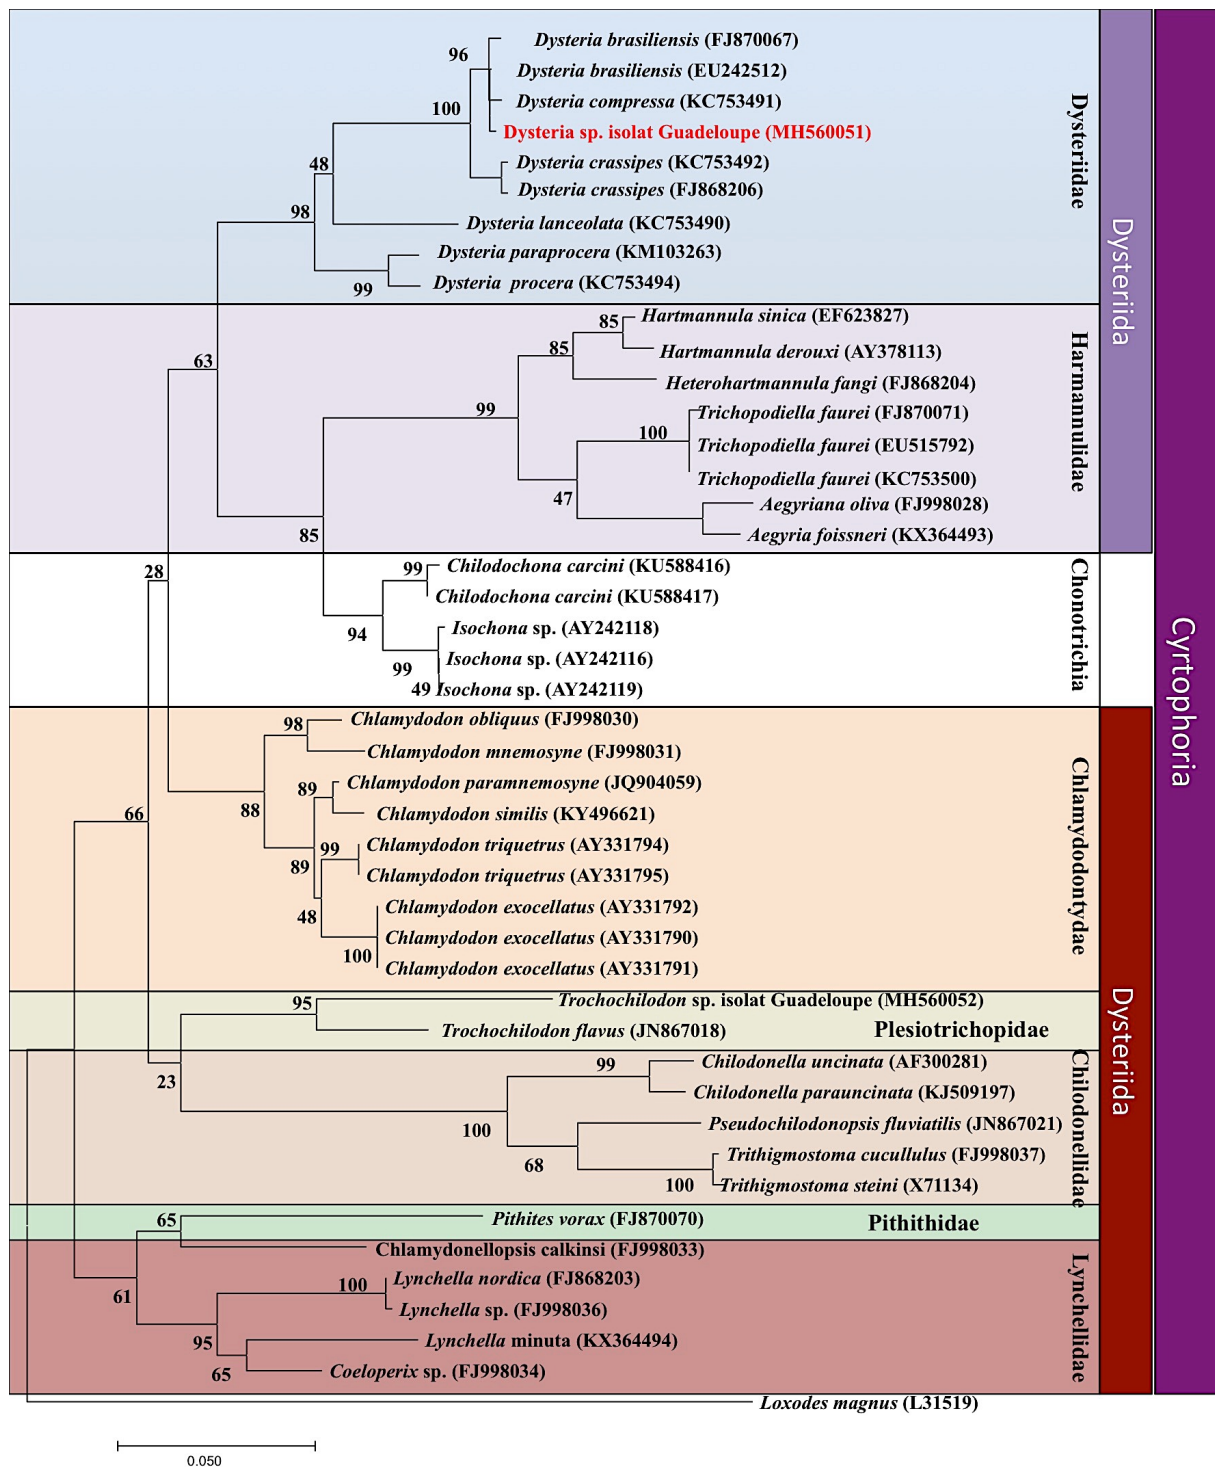 Dysteria brasiliensis (FJ870067)
96
Dysteria brasiliensis (EU242512)
Dysteria compressa (KC753491)
100
Dysteria sp. isolat Guadeloupe (MH560051)
Dysteria crassipes (KC753492)
48
Dysteria crassipes (FJ868206)
98
Dysteria lanceolata (KC753490)
Dysteria paraprocera (KM103263)
Dysteria procera (KC753494)
99
Dysteriidae
Dysteriida
Hartmannula sinica (EF623827)
85
Hartmannula derouxi (AY378113)
85
63
Heterohartmannula fangi (FJ868204)
99
Trichopodiella faurei (FJ870071)
100
Trichopodiella faurei (EU515792)
Trichopodiella faurei (KC753500)
47
Aegyriana oliva (FJ998028)
Aegyria foissneri (KX364493)
85
Harmannulidae
Chilodochona carcini (KU588416)
99
28
Chilodochona carcini (KU588417)
Isochona sp. (AY242118)
94
Isochona sp. (AY242116)
99
49 Isochona sp. (AY242119)
Chonotrichia
Cyrtophoria
Chlamydodon obliquus (FJ998030)
98
Chlamydodon mnemosyne (FJ998031)
Chlamydodon paramnemosyne (JQ904059)
89
88
Chlamydodon similis (KY496621)
66
Chlamydodon triquetrus (AY331794)
99
89
Chlamydodon triquetrus (AY331795)
Chlamydodon exocellatus (AY331792)
48
Chlamydodon exocellatus (AY331790)
100
Chlamydodon exocellatus (AY331791)
Chlamydodontydae
Trochochilodon sp. isolat Guadeloupe (MH560052)
95
Trochochilodon flavus (JN867018)
Plesiotrichopidae
Dysteriida
Chilodonella uncinata (AF300281)
99
23
Chilodonella parauncinata (KJ509197)
Pseudochilodonopsis fluviatilis (JN867021)
100
Trithigmostoma cucullulus (FJ998037)
68
Trithigmostoma steini (X71134)
100
Chilodonellidae
Pithites vorax (FJ870070)
65
Pithithidae
Chlamydonellopsis calkinsi (FJ998033)
Lynchella nordica (FJ868203)
100
61
Lynchella sp. (FJ998036)
Lynchella minuta (KX364494)
95
Coeloperix sp. (FJ998034)
65
Lynchellidae
Loxodes magnus (L31519)
0.050